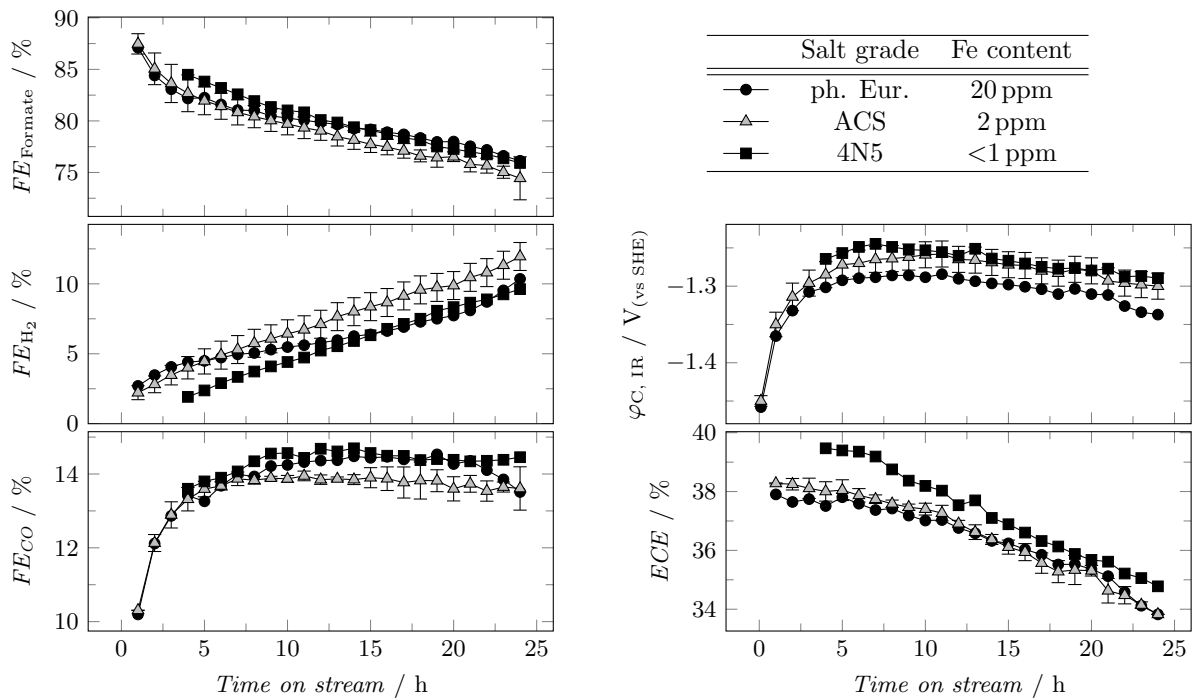 90
85
80
75
FE_Formate / %
10
5
0
FE_H₂ / %
14
12
10
FE_CO / %
0 5 10 15 20 25
Time on stream / h
Salt grade Fe content
ph. Eur. 20 ppm
ACS 2 ppm
4N5 <1 ppm
−1.3
−1.4
φ_C, IR / V_(vs SHE)
40
38
36
34
ECE / %
0 5 10 15 20 25
Time on stream / h